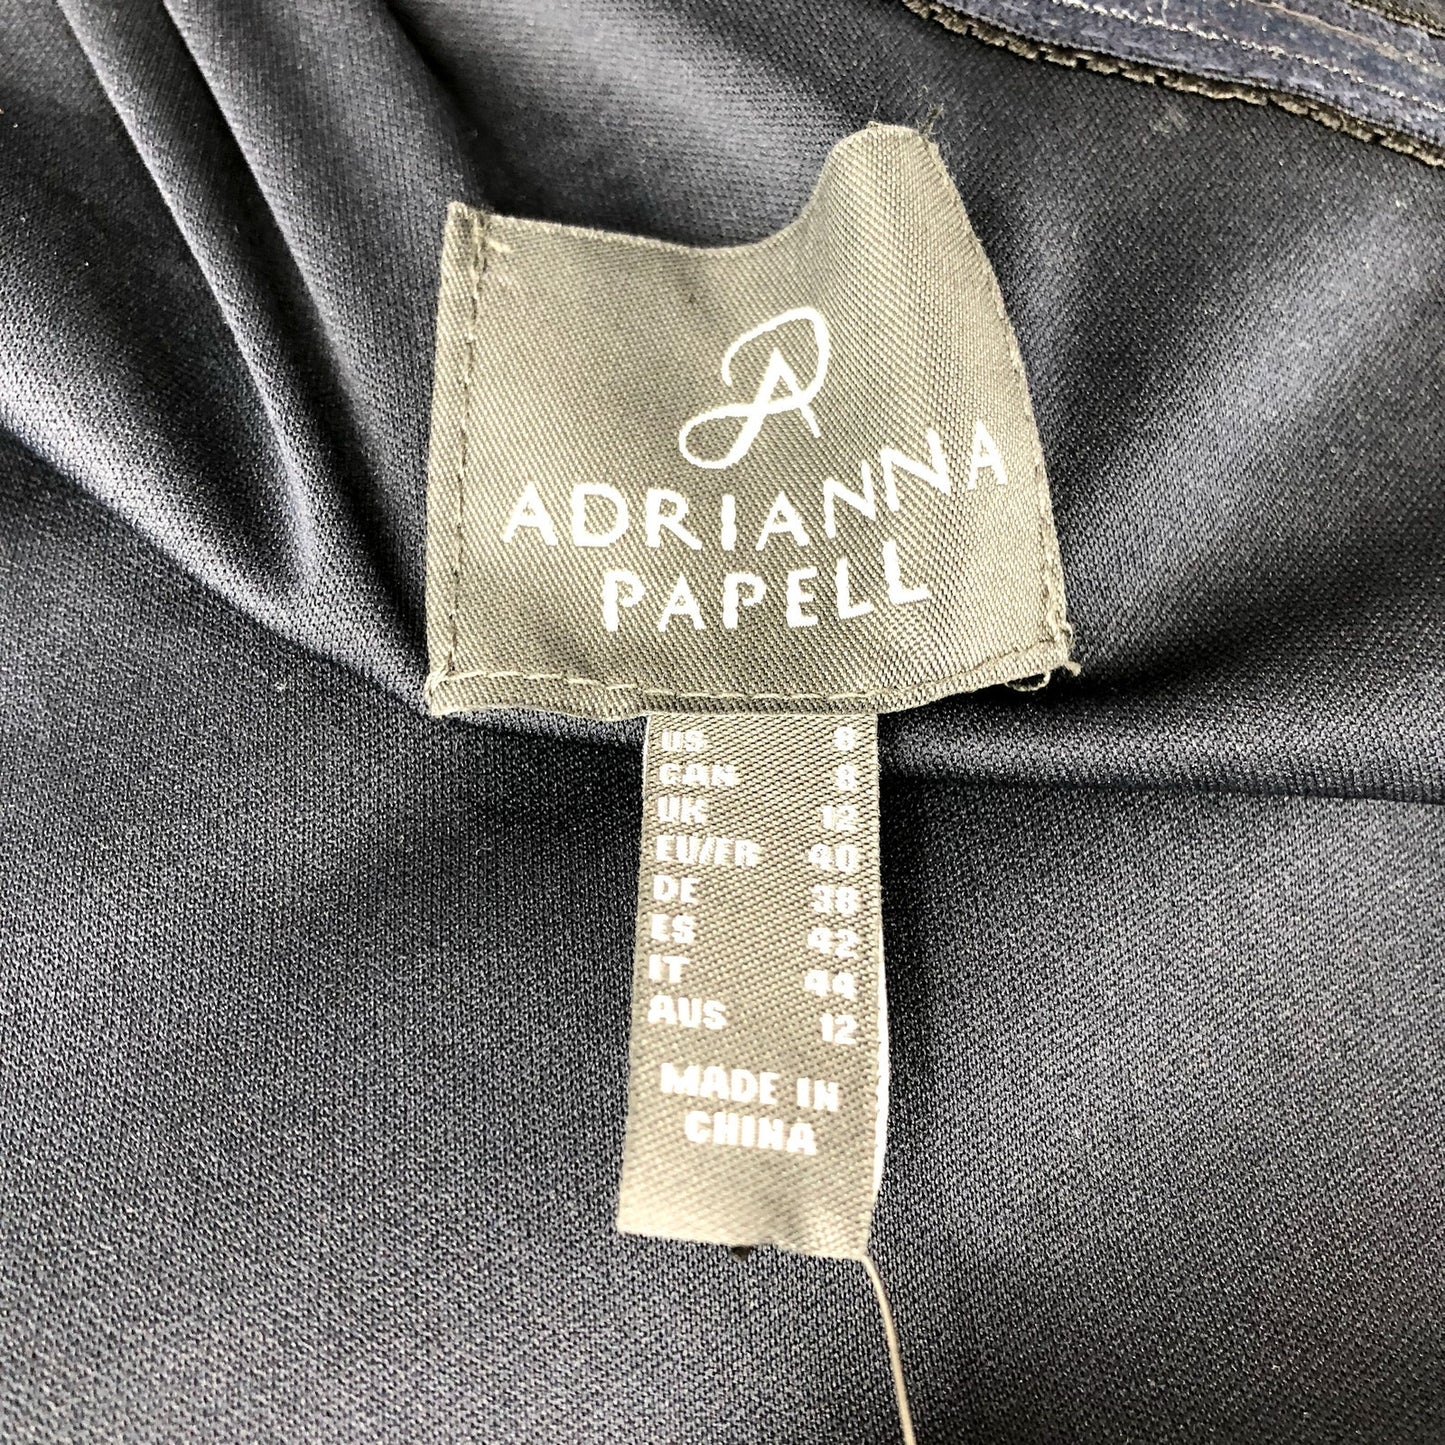 ADRIANNA
PAPELL
US 8
CAN 8
UK 12
EU/FR 40
DE 38
ES 42
IT 44
AUS 12
MADE IN
CHINA